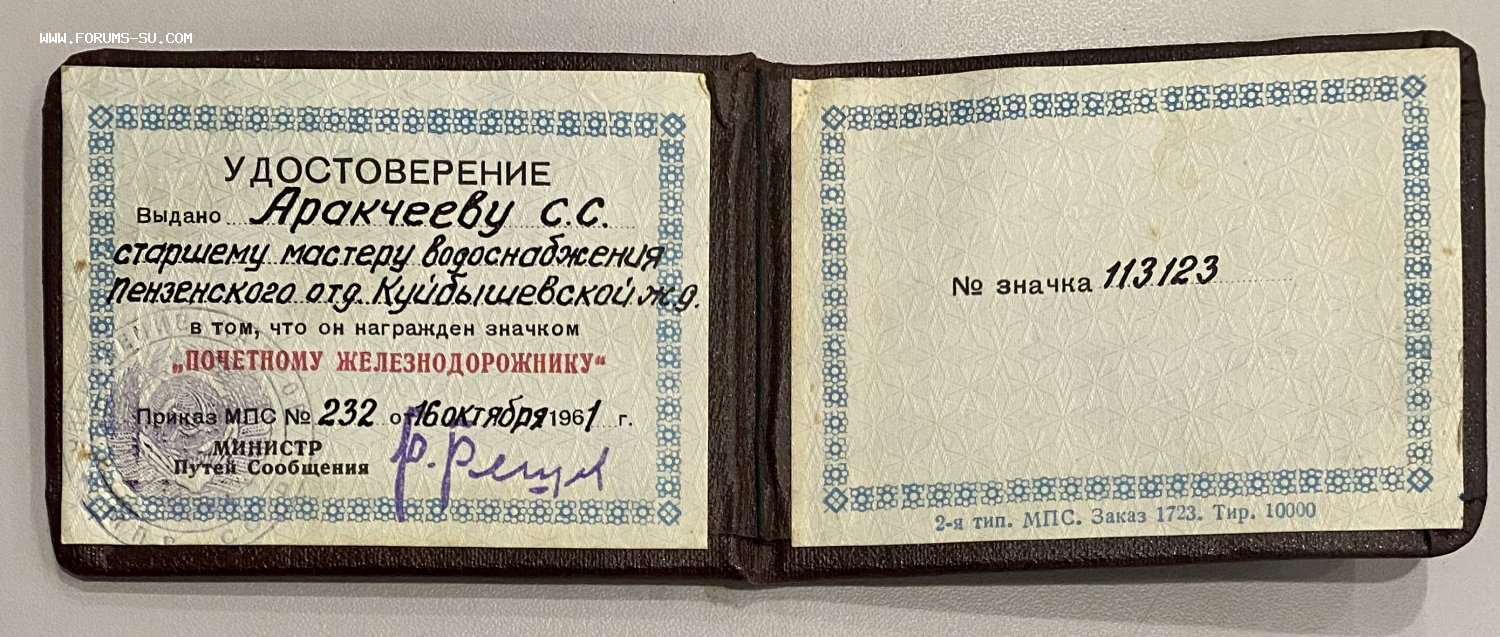 www.forums-su.com
УДОСТОВЕРЕНИЕ
Выдано Аракчееву С.С.
старшему мастеру водоснабжения
Пензенского отд. Куйбышевской ж.д.
в том, что он награжден значком
„ПОЧЕТНОМУ ЖЕЛЕЗНОДОРОЖНИКУ“
Приказ МПС № 232 от 16 октября 1961 г.
МИНИСТР
Путей Сообщения
№ значка 113123
2-я тип. МПС. Заказ 1723. Тир. 10000